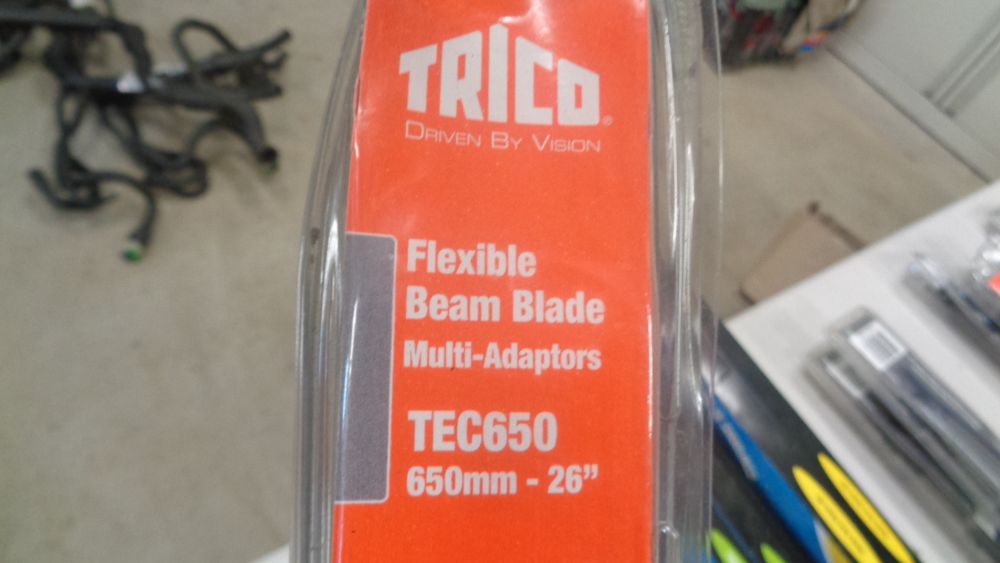 TRICO®
DRIVEN BY VISION
Flexible
Beam Blade
Multi-Adaptors
TEC650
650mm - 26”